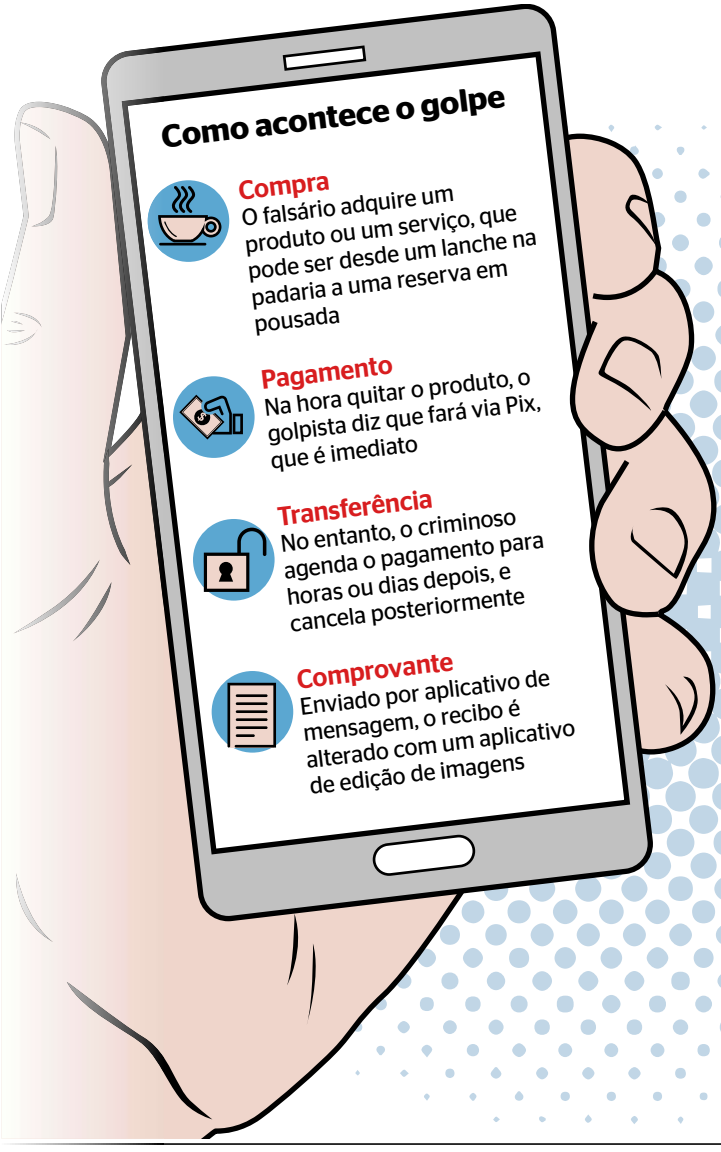 Como acontece o golpe
Compra
O falsário adquire um
produto ou um serviço, que
pode ser desde um lanche na
padaria a uma reserva em
pousada
Pagamento
Na hora quitar o produto, o
golpista diz que fará via Pix,
que é imediato
Transferência
No entanto, o criminoso
agenda o pagamento para
horas ou dias depois, e
cancela posteriormente
Comprovante
Enviado por aplicativo de
mensagem, o recibo é
alterado com um aplicativo
de edição de imagens